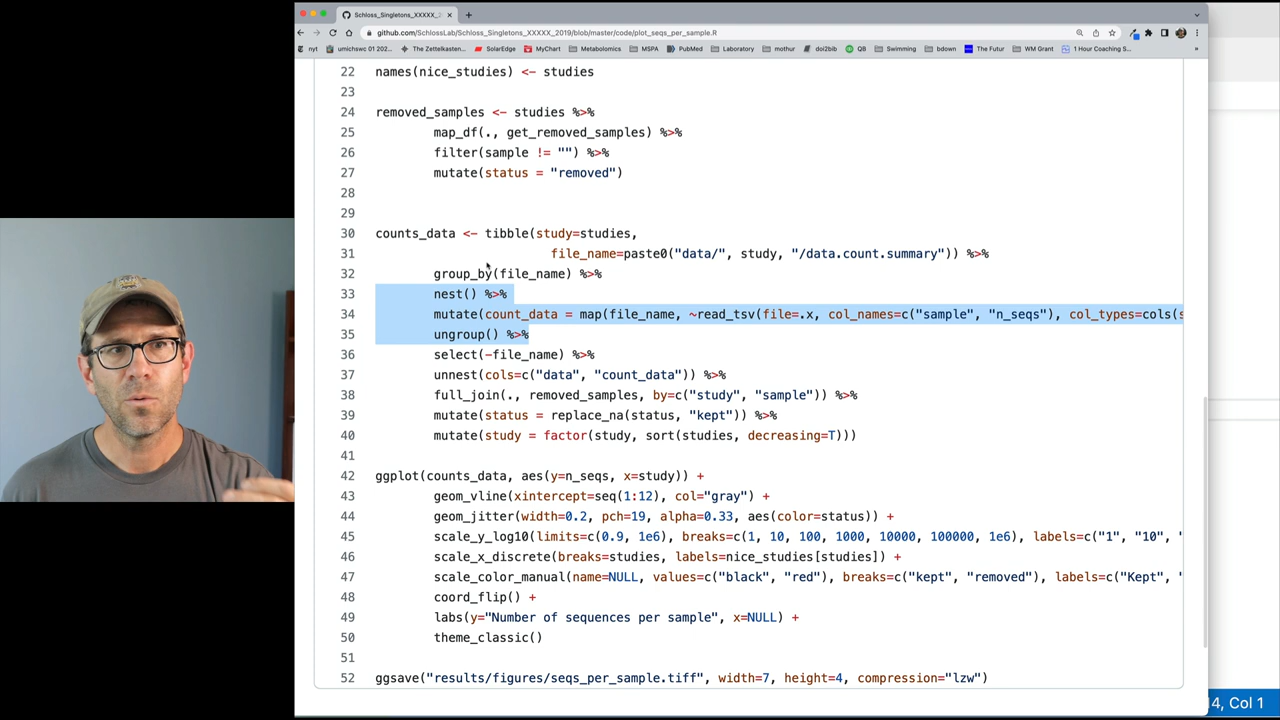 Schloss_Singletons_XXXXX_2
github.com/SchlossLab/Schloss_Singletons_XXXXX_2019/blob/master/code/plot_seqs_per_sample.R
nyt umichswc 01 202... The Zettelkasten... SolarEdge MyChart Metabolomics MSPA PubMed Laboratory mothur doi2bib QB Swimming bdown The Futur WM Grant 1 Hour Coaching S...
22 names(nice_studies) <- studies
23
24 removed_samples <- studies %>%
25 map_df(., get_removed_samples) %>%
26 filter(sample != "") %>%
27 mutate(status = "removed")
28
29
30 counts_data <- tibble(study=studies,
31 file_name=paste0("data/", study, "/data.count.summary")) %>%
32 group_by(file_name) %>%
33 nest() %>%
34 mutate(count_data = map(file_name, ~read_tsv(file=.x, col_names=c("sample", "n_seqs"), col_types=cols(s
35 ungroup() %>%
36 select(-file_name) %>%
37 unnest(cols=c("data", "count_data")) %>%
38 full_join(., removed_samples, by=c("study", "sample")) %>%
39 mutate(status = replace_na(status, "kept")) %>%
40 mutate(study = factor(study, sort(studies, decreasing=T)))
41
42 ggplot(counts_data, aes(y=n_seqs, x=study)) +
43 geom_vline(xintercept=seq(1:12), col="gray") +
44 geom_jitter(width=0.2, pch=19, alpha=0.33, aes(color=status)) +
45 scale_y_log10(limits=c(0.9, 1e6), breaks=c(1, 10, 100, 1000, 10000, 100000, 1e6), labels=c("1", "10", "
46 scale_x_discrete(breaks=studies, labels=nice_studies[studies]) +
47 scale_color_manual(name=NULL, values=c("black", "red"), breaks=c("kept", "removed"), labels=c("Kept", "
48 coord_flip() +
49 labs(y="Number of sequences per sample", x=NULL) +
50 theme_classic()
51
52 ggsave("results/figures/seqs_per_sample.tiff", width=7, height=4, compression="lzw")
4, Col 1